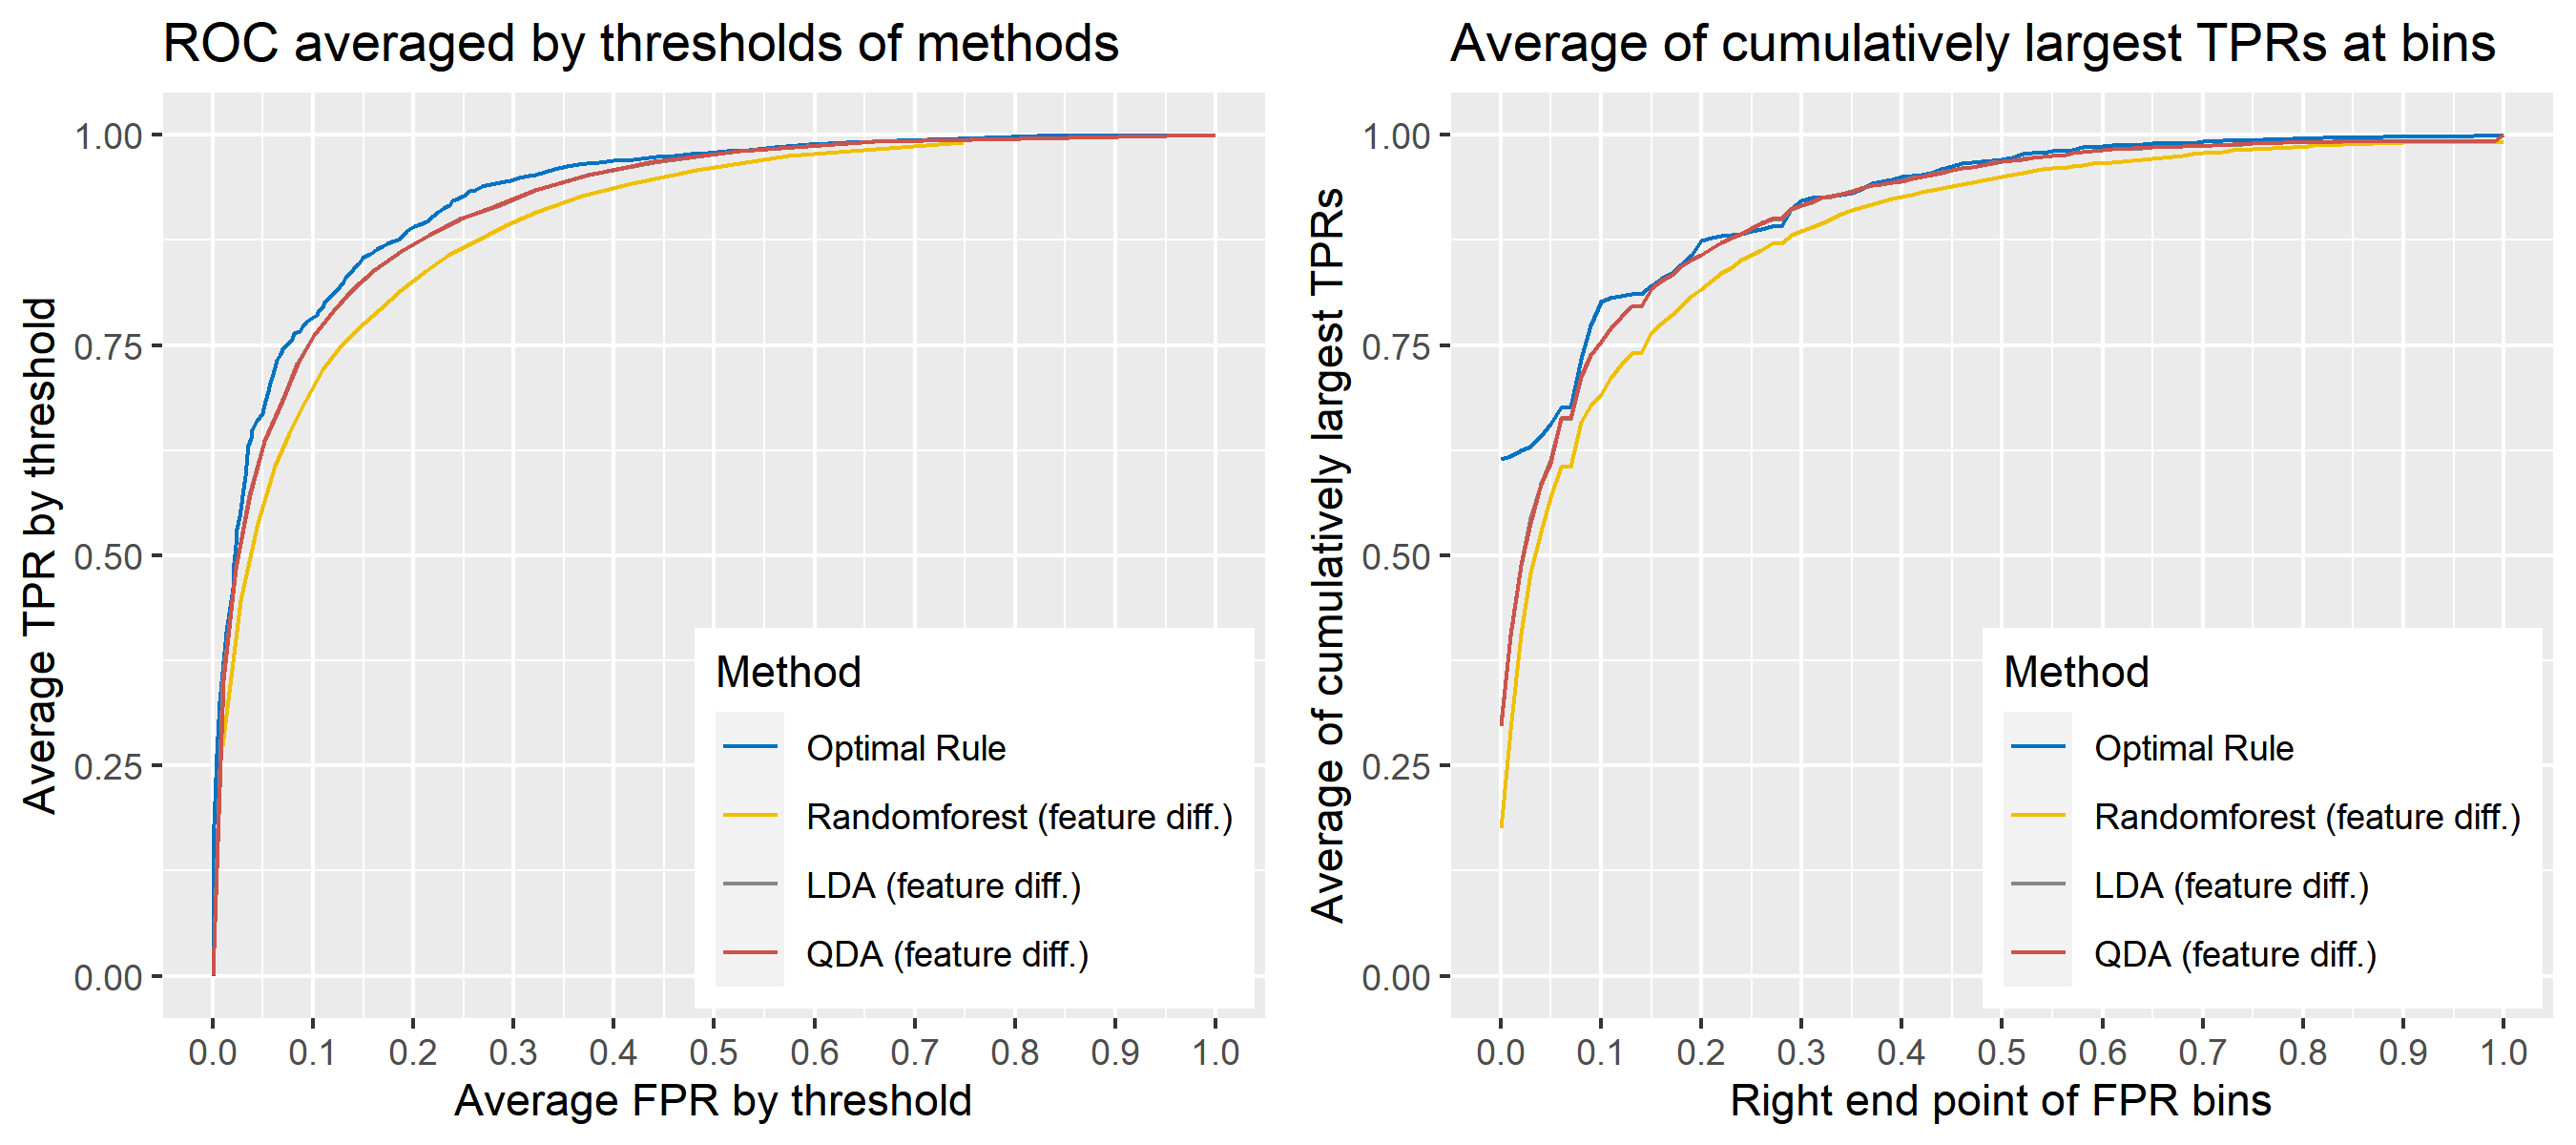 ROC averaged by thresholds of methods
Average TPR by threshold
1.00
0.75
0.50
0.25
0.00
Method
Optimal Rule
Randomforest (feature diff.)
LDA (feature diff.)
QDA (feature diff.)
0.0 0.1 0.2 0.3 0.4 0.5 0.6 0.7 0.8 0.9 1.0
Average FPR by threshold
Average of cumulatively largest TPRs at bins
Average of cumulatively largest TPRs
1.00
0.75
0.50
0.25
0.00
Method
Optimal Rule
Randomforest (feature diff.)
LDA (feature diff.)
QDA (feature diff.)
0.0 0.1 0.2 0.3 0.4 0.5 0.6 0.7 0.8 0.9 1.0
Right end point of FPR bins